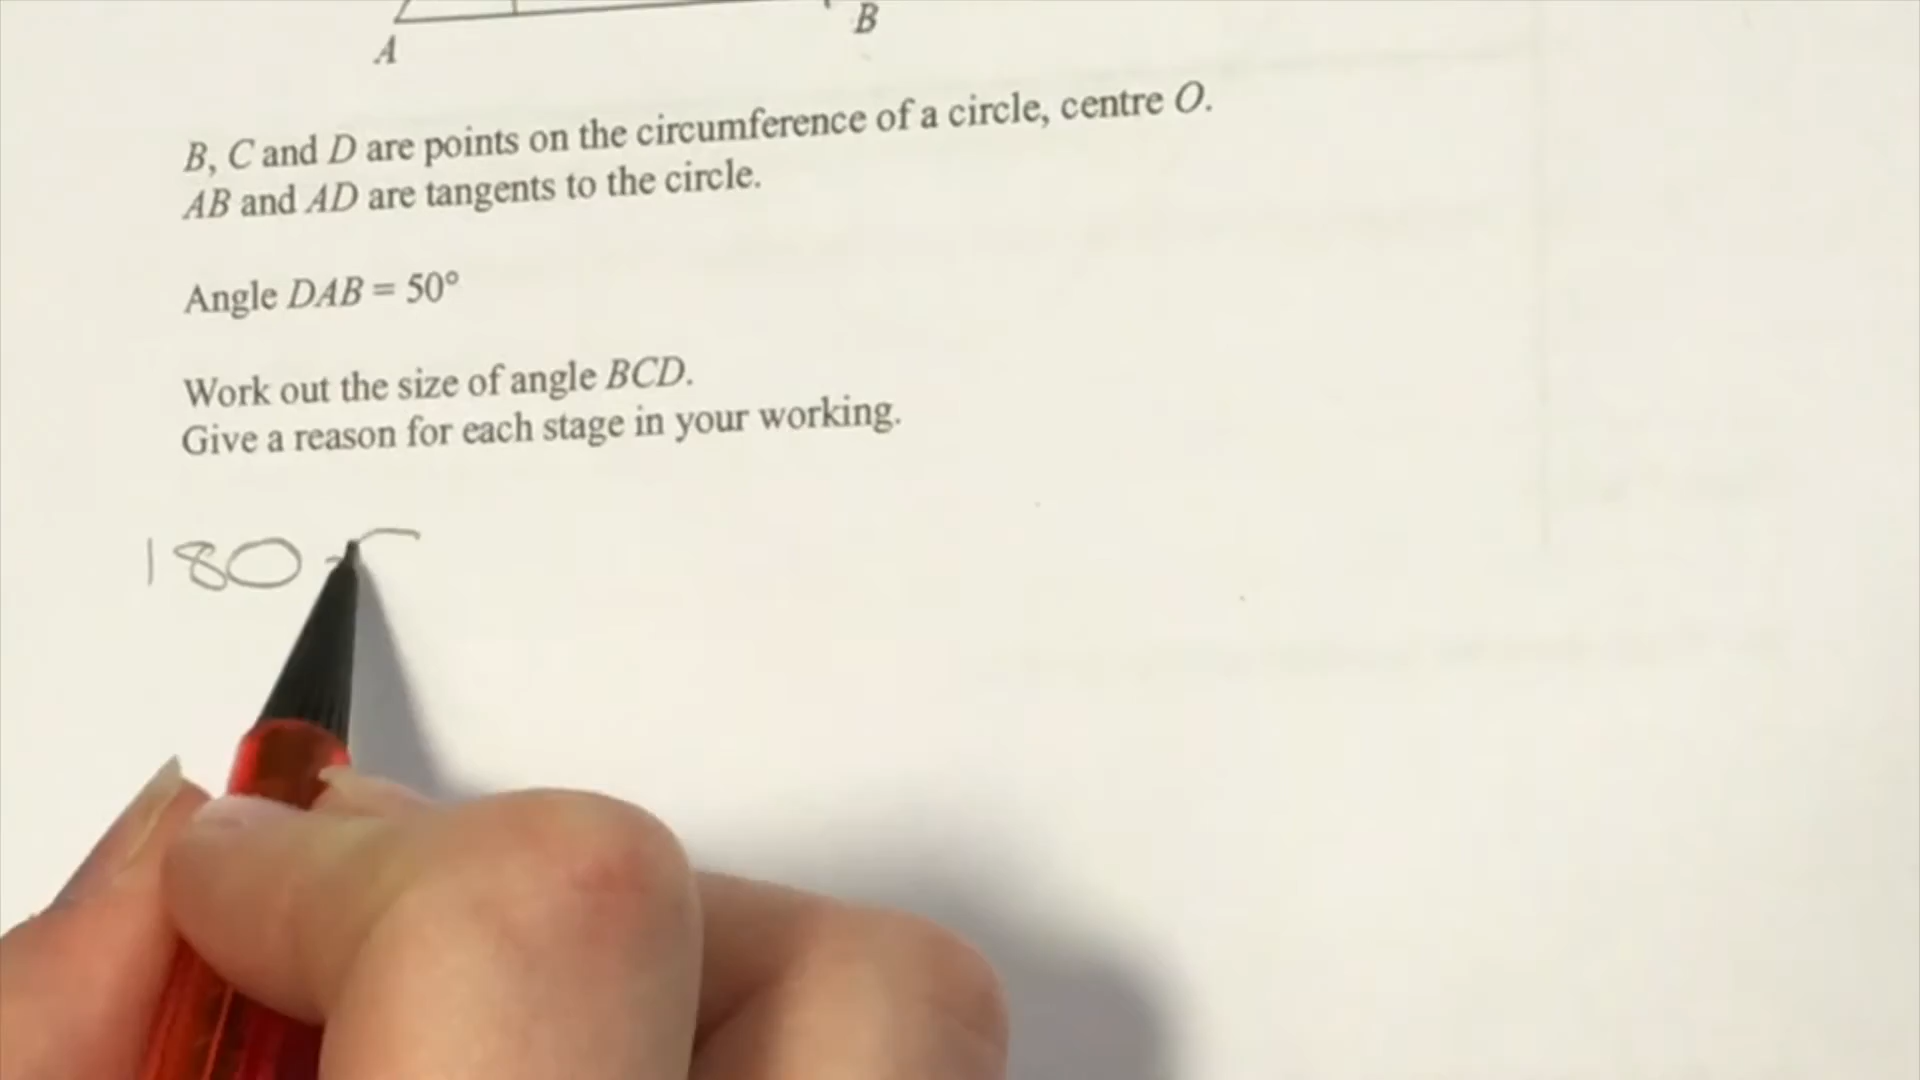 A
B
B, C and D are points on the circumference of a circle, centre O.
AB and AD are tangents to the circle.
Angle DAB = 50°
Work out the size of angle BCD.
Give a reason for each stage in your working.
180